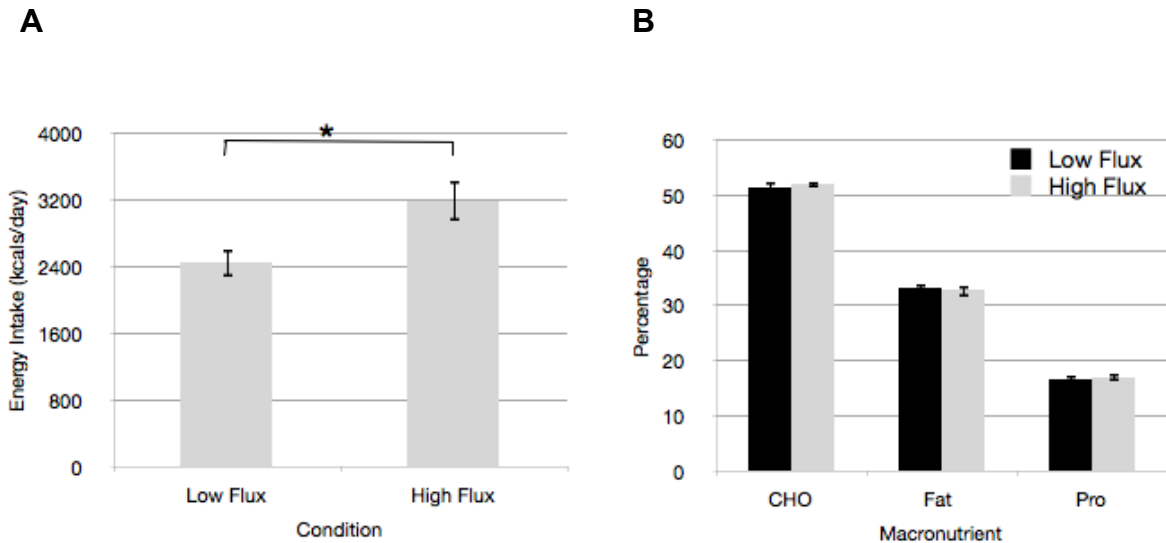 A
B
*
4000
3200
2400
1600
800
0
Energy Intake (kcals/day)
Low Flux
High Flux
Condition
60
50
40
30
20
10
0
Percentage
Low Flux
High Flux
CHO
Fat
Pro
Macronutrient